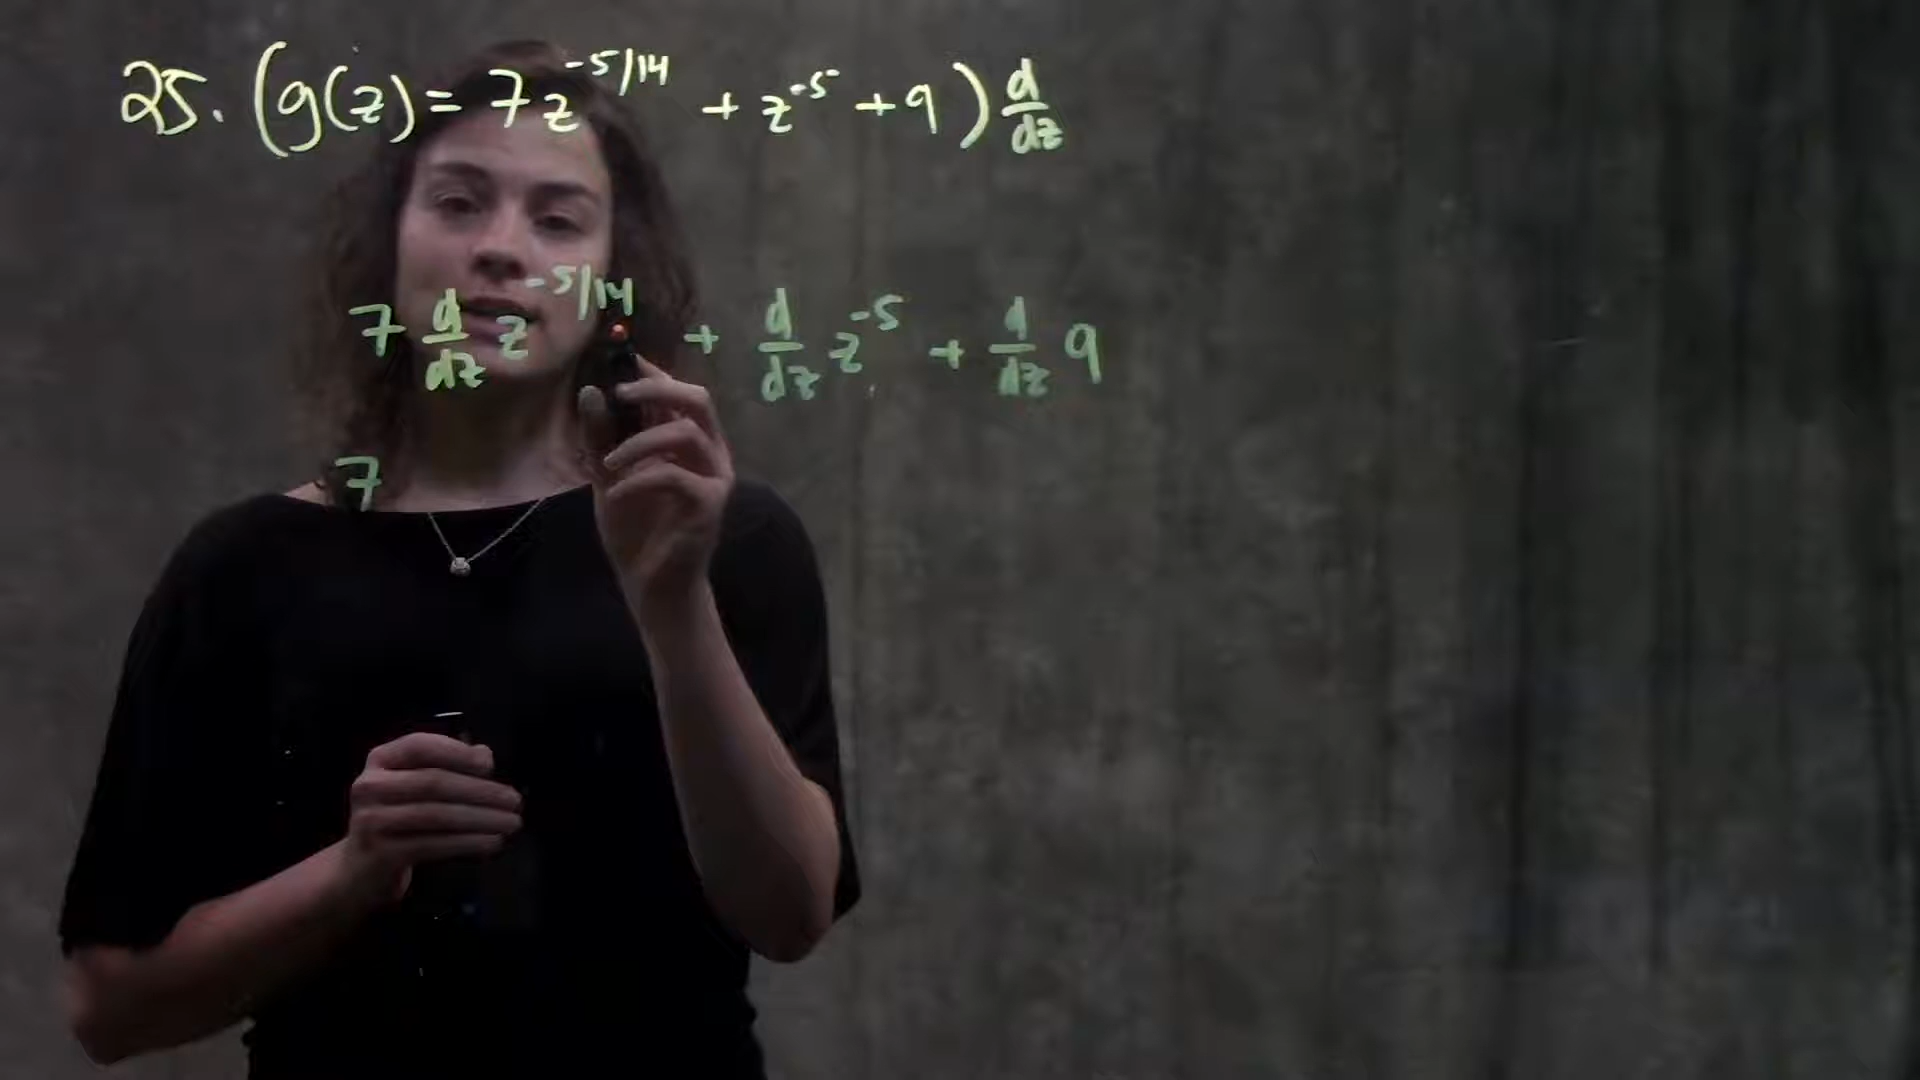 25. (g(z) = 7z^{-5/14} + z^{-5} + 9) d/dz
7 d/dz z^{-5/14} + d/dz z^{-5} + d/dz 9
7